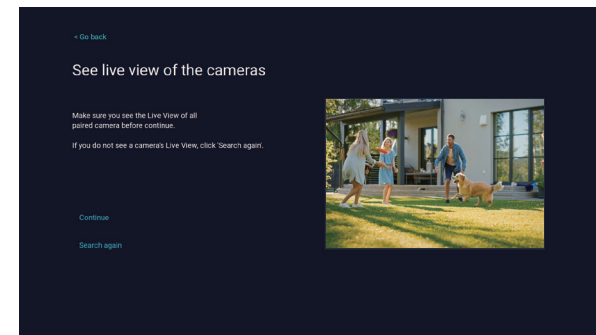 < Go back
See live view of the cameras
Make sure you see the Live View of all
paired camera before continue.
If you do not see a camera's Live View, click 'Search again'.
Continue
Search again